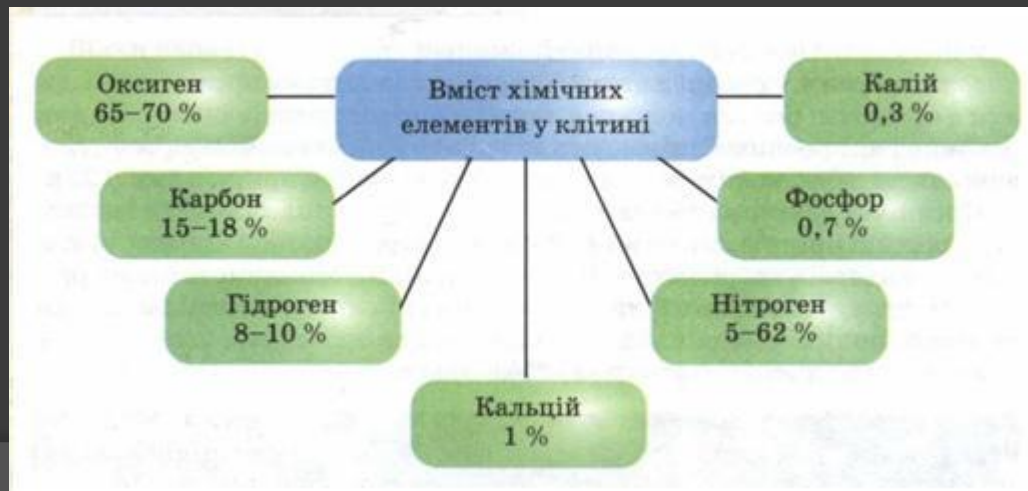 Вміст хімічних
елементів у клітині
Оксиген
65–70 %
Карбон
15–18 %
Гідроген
8–10 %
Кальцій
1 %
Нітроген
5–62 %
Фосфор
0,7 %
Калій
0,3 %